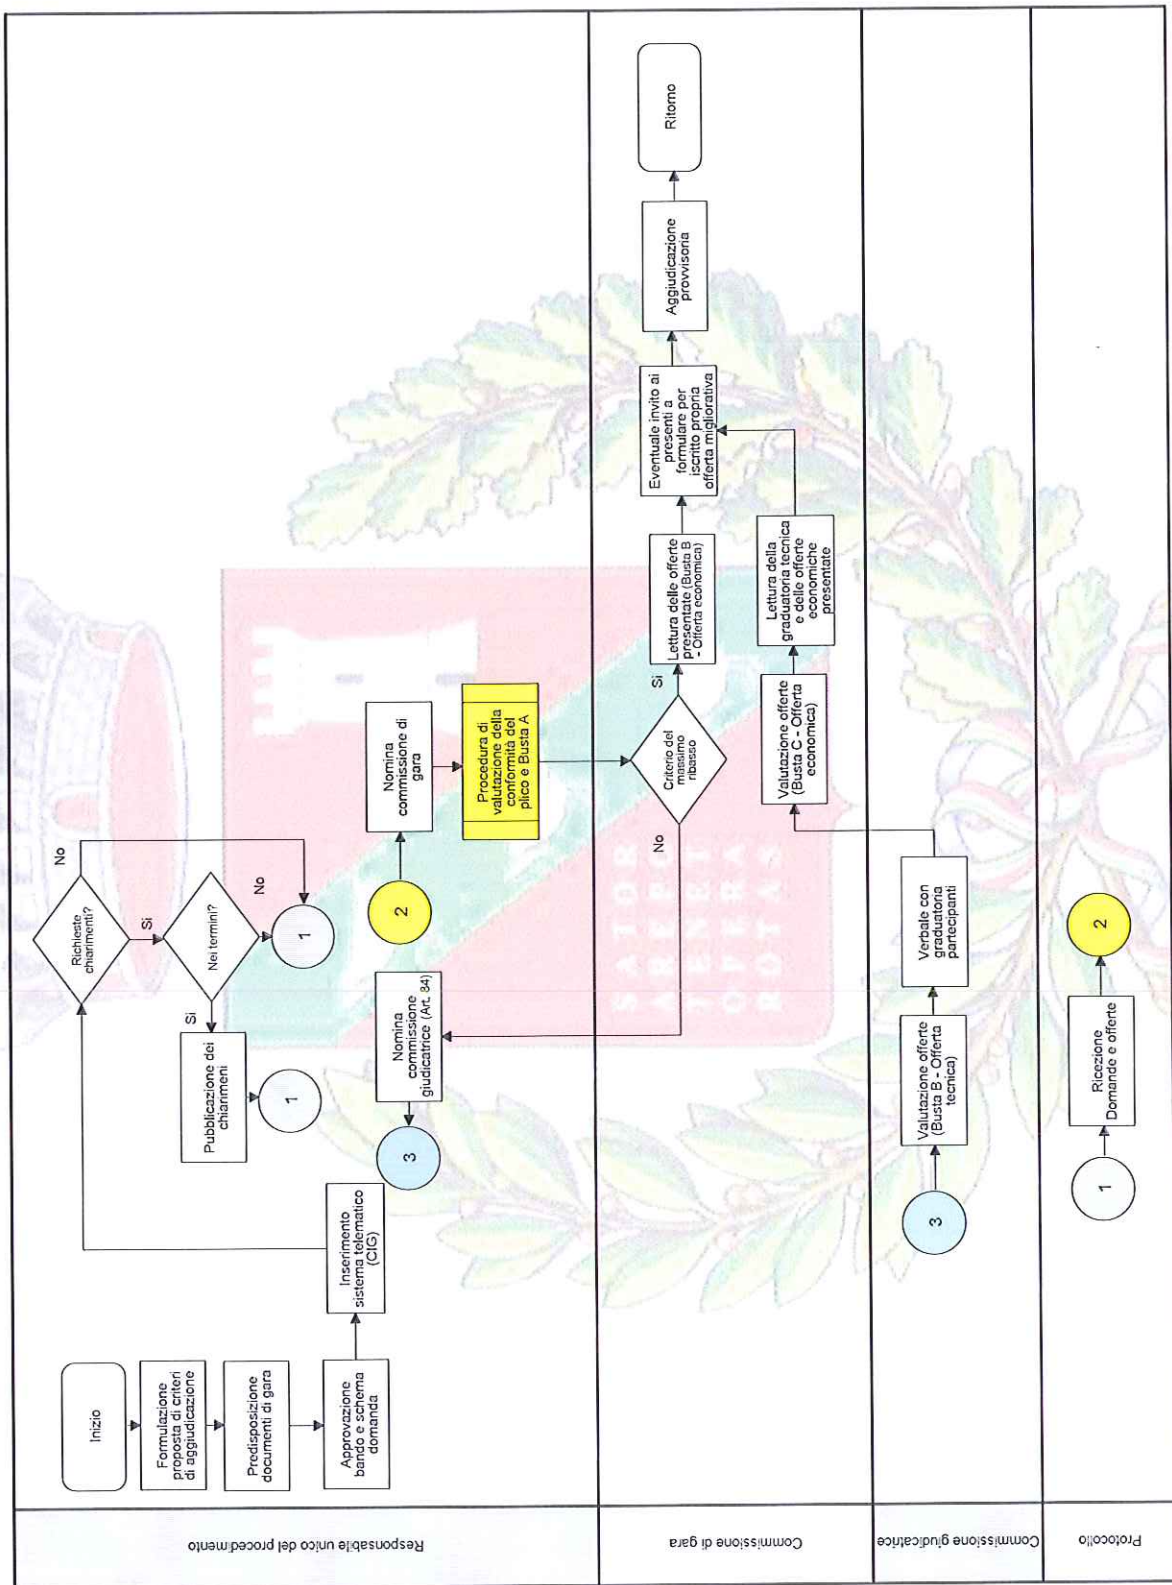 Responsabile unico del procedimento
Inizio
Formulazione
proposta di criteri
di aggiudicazione
Predisposizione
documenti di gara
Approvazione
bando e schema
domanda
Inserimento
sistema telematico
(CIG)
Richieste
chiarimenti?
No
Si
Nei termini?
No
Si
1
Pubblicazione dei
chiarimeni
1
2
Nomina
commissione di
gara
Procedura di
valutazione della
conformità del
plico e Busta A
Nomina
commissione
giudicatrice (Art. 84)
3
Commissione di gara
Criterio del
massimo
ribasso
Si
No
Lettura delle offerte
presentate (Busta B
- Offerta economica)
Eventuale invito ai
presenti a
formulare per
iscritto propria
offerta migliorativa
Aggiudicazione
provvisoria
Ritorno
Valutazione offerte
(Busta C - Offerta
economica)
Lettura della
graduatoria tecnica
e delle offerte
economiche
presentate
Commissione giudicatrice
3
Valutazione offerte
(Busta B - Offerta
tecnica)
Verbale con
graduatoria
partecipanti
Protocollo
1
Ricezione
Domande e offerte
2
SATOR
AREPO
TENET
OPERA
ROTAS